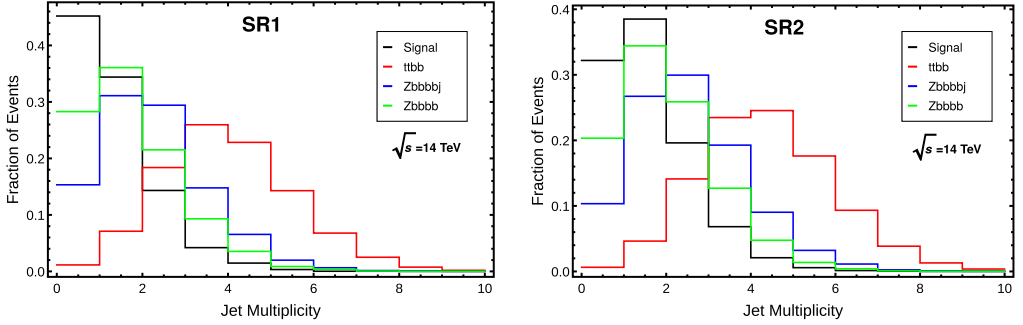 SR1
Fraction of Events
0.4
0.3
0.2
0.1
0.0
Signal
ttbb
Zbbbbj
Zbbbb
√s =14 TeV
0 2 4 6 8 10
Jet Multiplicity
SR2
Fraction of Events
0.4
0.3
0.2
0.1
0.0
Signal
ttbb
Zbbbbj
Zbbbb
√s =14 TeV
0 2 4 6 8 10
Jet Multiplicity